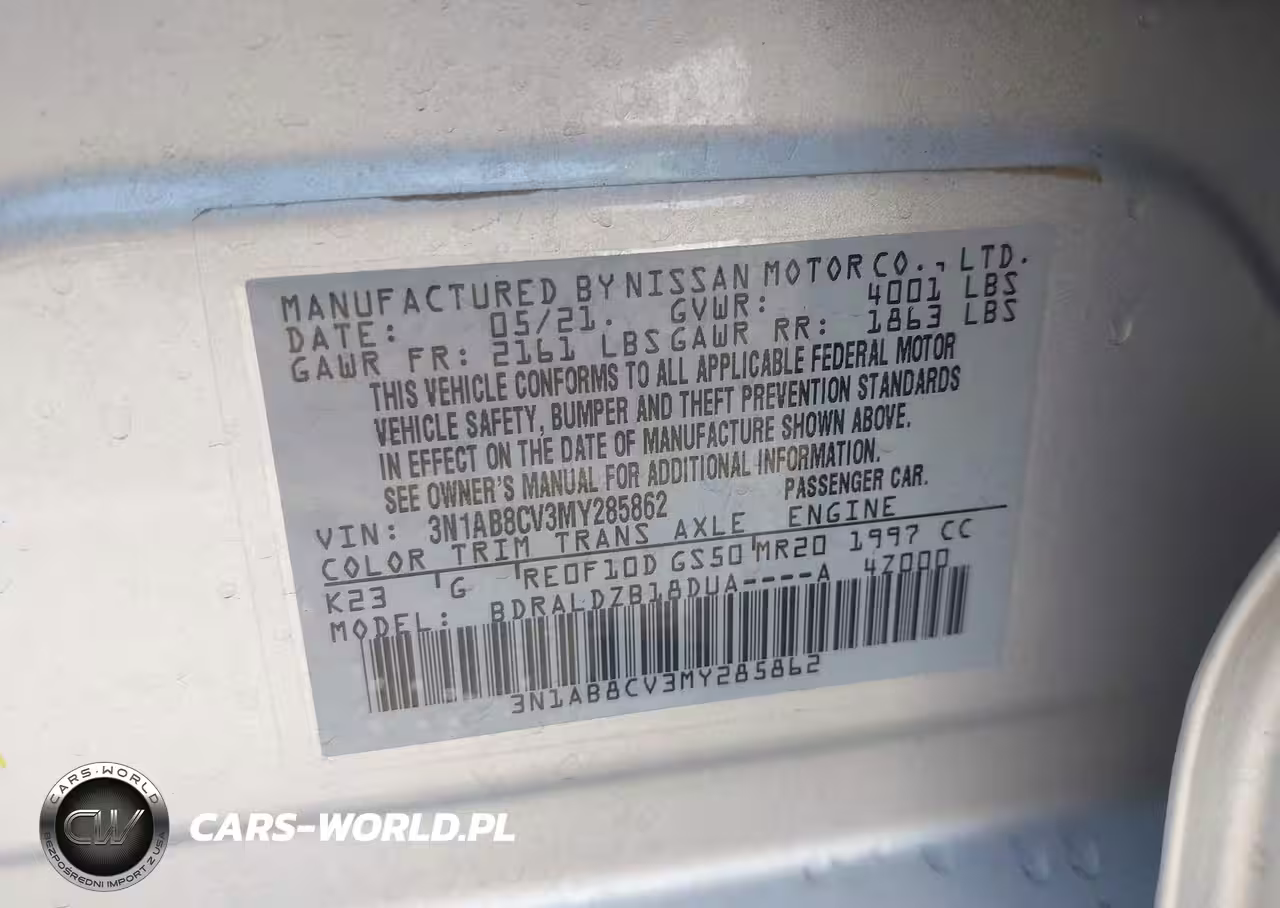 MANUFACTURED BY NISSAN MOTOR CO., LTD.
DATE: 05/21. GVWR: 4001 LBS
GAWR FR: 2161 LBS GAWR RR: 1863 LBS
THIS VEHICLE CONFORMS TO ALL APPLICABLE FEDERAL MOTOR
VEHICLE SAFETY, BUMPER AND THEFT PREVENTION STANDARDS
IN EFFECT ON THE DATE OF MANUFACTURE SHOWN ABOVE.
SEE OWNER'S MANUAL FOR ADDITIONAL INFORMATION.
VIN: 3N1AB8CV3MY285862 PASSENGER CAR.
COLOR TRIM TRANS AXLE ENGINE
K23 G RE0F10D GS50 MR20 1997 CC
MODEL: BDRALDZB18DUA----A 4Z000
3N1AB8CV3MY285862
CARS-WORLD
CW
BEZPOŚREDNI IMPORT Z USA
CARS-WORLD.PL